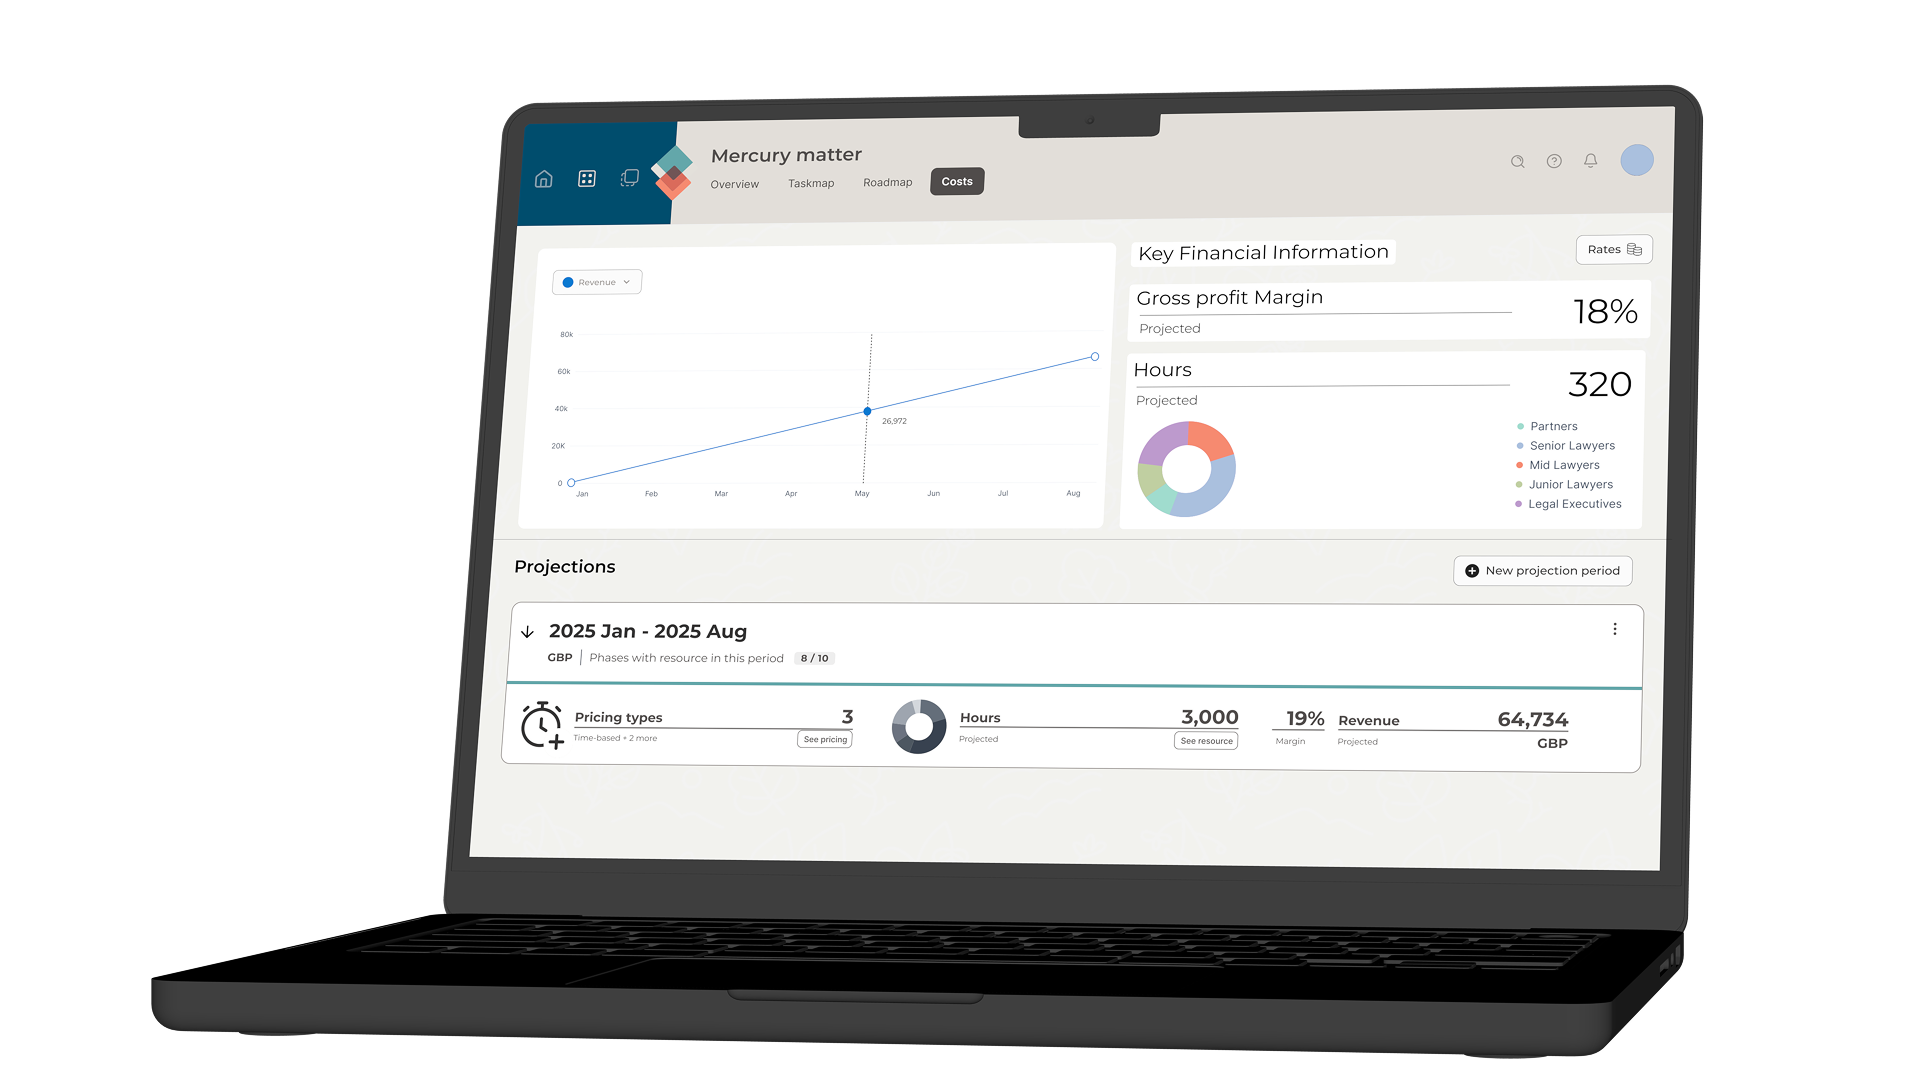 Mercury matter
Overview Taskmap Roadmap Costs
Revenue
80k
60k
40k
20K
0
26,972
Jan Feb Mar Apr May Jun Jul Aug
Key Financial Information
Rates
Gross profit Margin
Projected
18%
Hours
Projected
320
Partners
Senior Lawyers
Mid Lawyers
Junior Lawyers
Legal Executives
Projections
New projection period
2025 Jan - 2025 Aug
GBP Phases with resource in this period 8 / 10
Pricing types 3
Time-based + 2 more See pricing
Hours 3,000
Projected See resource
19%
Margin
Revenue 64,734
Projected GBP